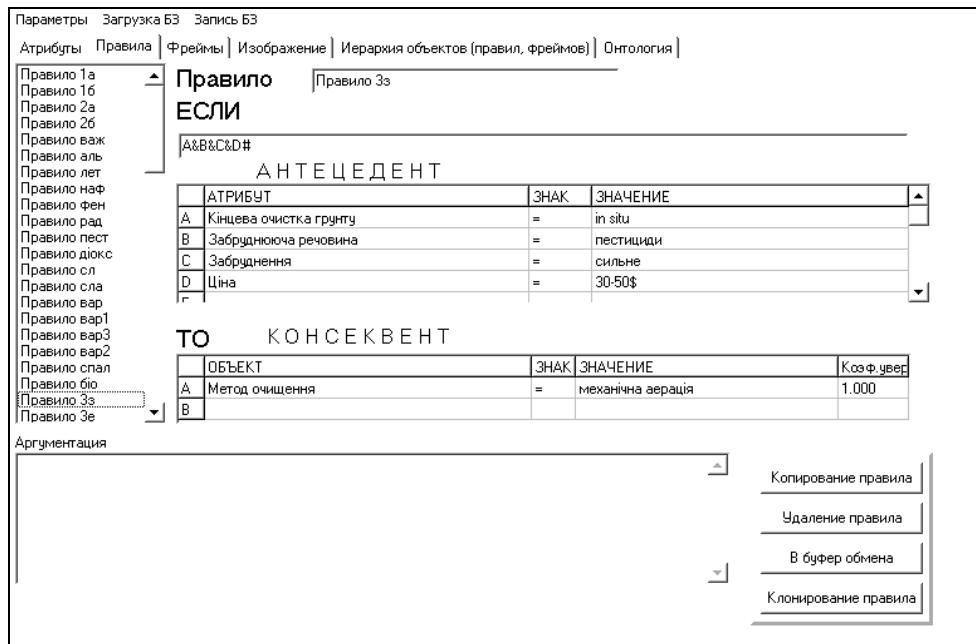 Параметры Загрузка БЗ Запись БЗ
Атрибуты Правила Фреймы Изображение Иерархия объектов (правил, фреймов) Онтология
Правило 1а
Правило 1б
Правило 2а
Правило 2б
Правило важ
Правило аль
Правило лет
Правило наф
Правило фен
Правило рад
Правило пест
Правило діокс
Правило сл
Правило сла
Правило вар
Правило вар1
Правило вар3
Правило вар2
Правило спал
Правило біо
Правило 3з
Правило 3е
Правило Правило 3з
ЕСЛИ
A&B&C&D#
АНТЕЦЕДЕНТ
АТРИБУТ ЗНАК ЗНАЧЕНИЕ
A Кінцева очистка грунту = in situ
B Забруднююча речовина = пестициди
C Забруднення = сильне
D Ціна = 30-50$
E
ТО КОНСЕКВЕНТ
ОБЪЕКТ ЗНАК ЗНАЧЕНИЕ Коэф.увер
A Метод очищення = механічна аерація 1.000
B
Аргументация
Копирование правила
Удаление правила
В буфер обмена
Клонирование правила